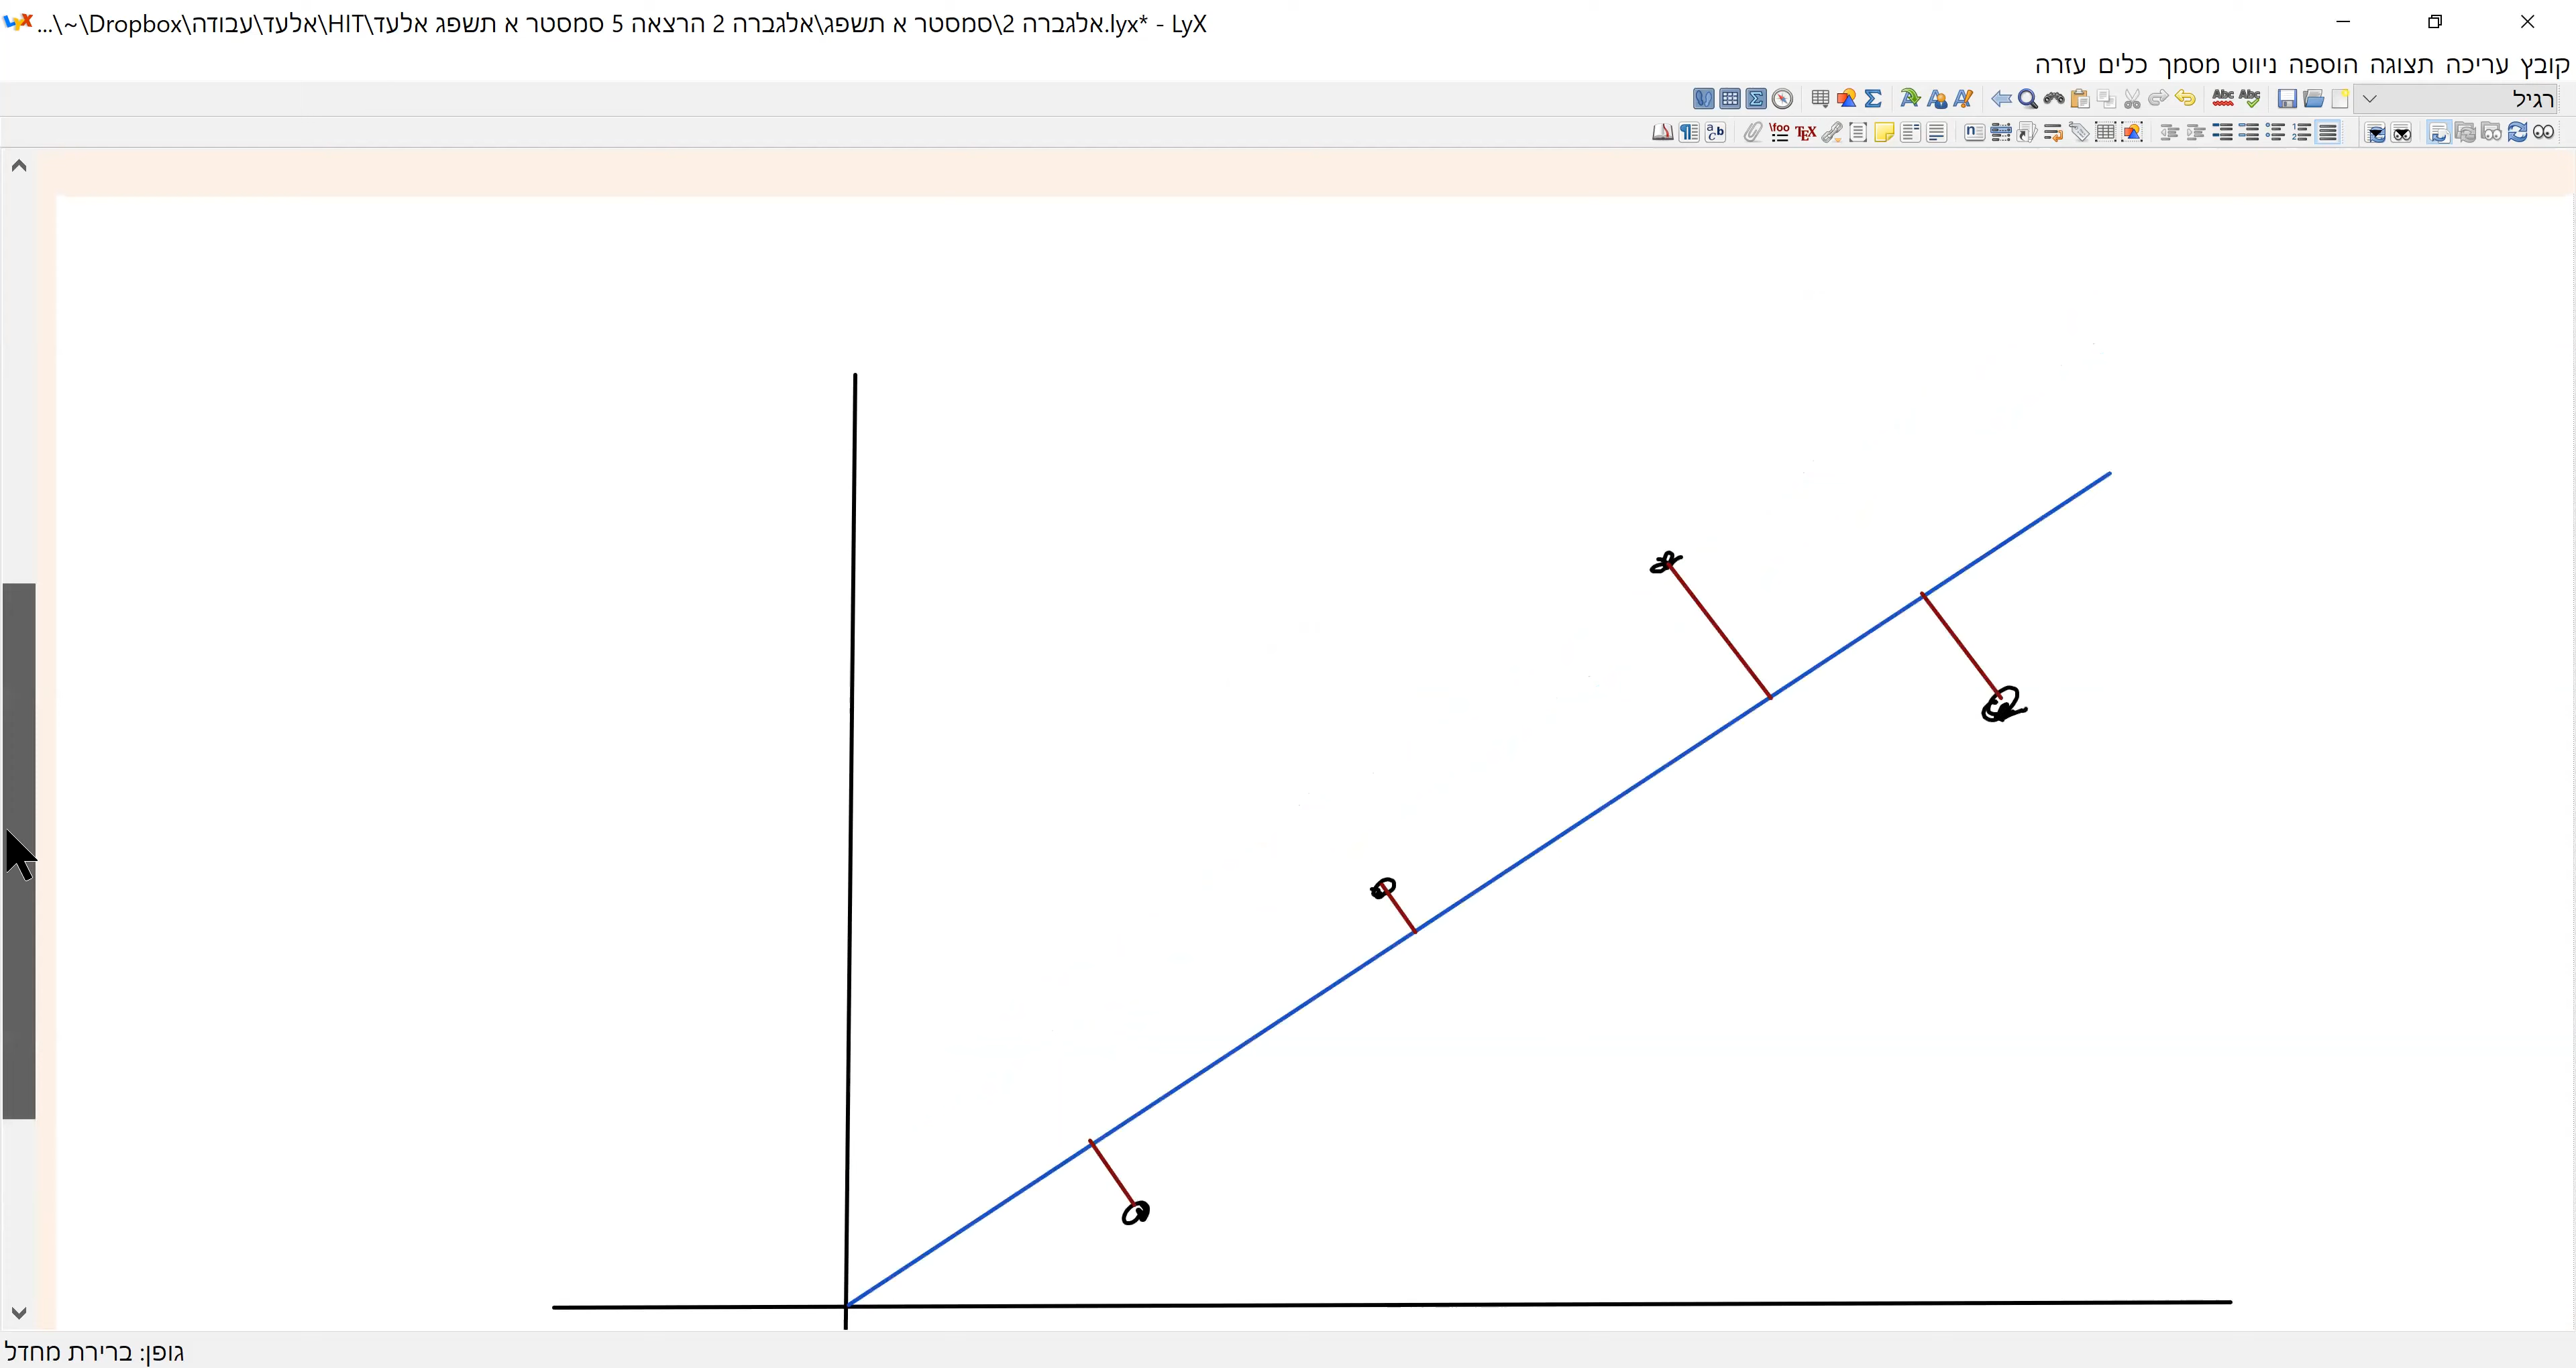 ...\~\Dropbox\עבודה\אלעד\HIT\אלגברה 2\סמסטר א תשפג\אלגברה 2 הרצאה 5 סמסטר א תשפג אלעד.lyx* - LyX
קובץ עריכה תצוגה הוספה ניווט מסמך כלים עזרה
רגיל
גופן: ברירת מחדל